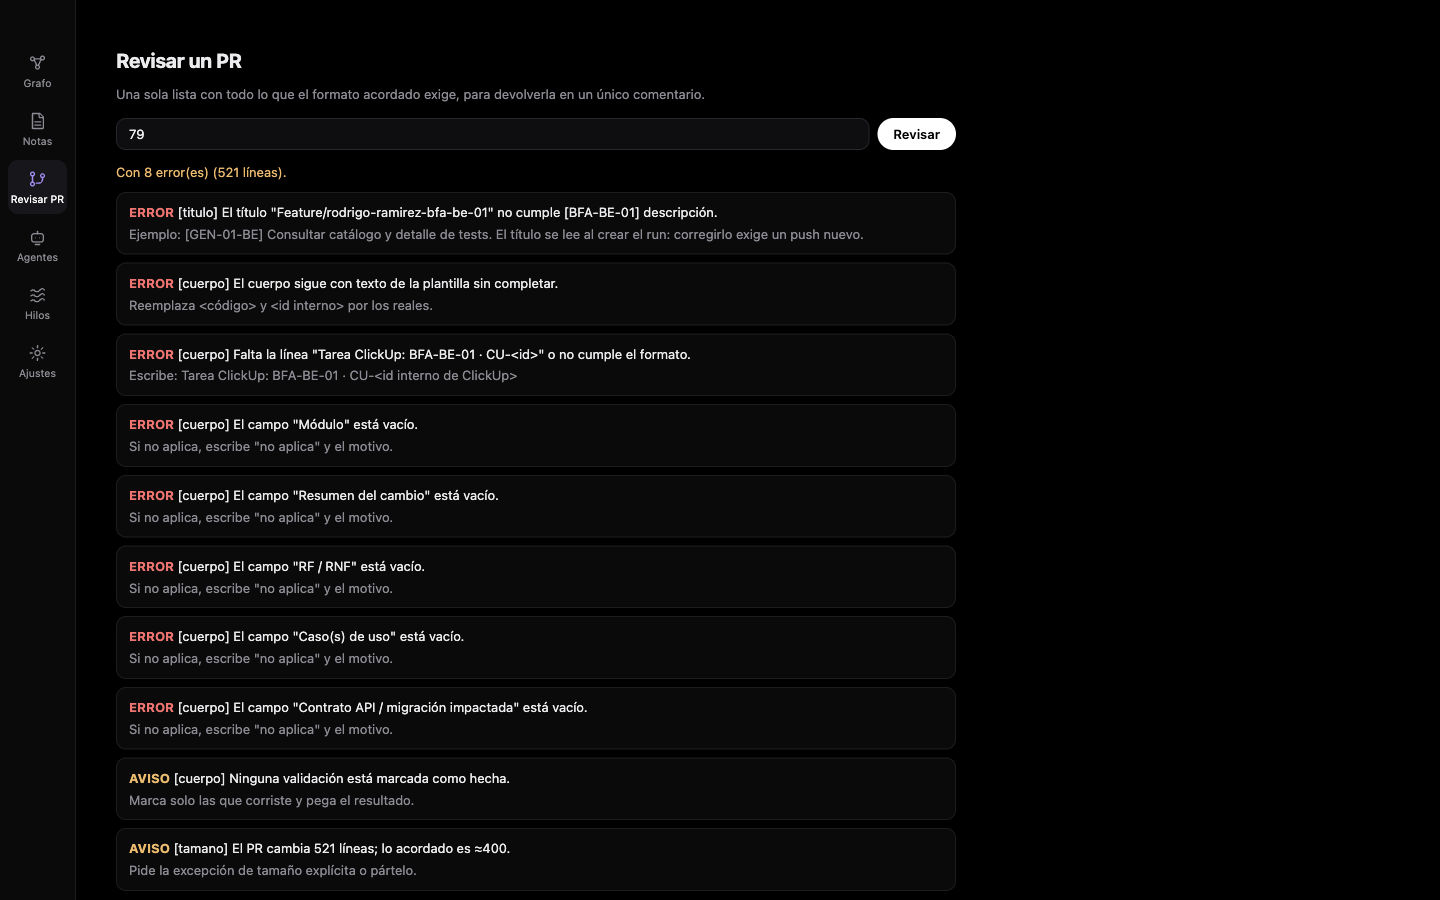 Grafo
Notas
Revisar PR
Agentes
Hilos
Ajustes
Revisar un PR
Una sola lista con todo lo que el formato acordado exige, para devolverla en un único comentario.
79
Revisar
Con 8 error(es) (521 líneas).
ERROR [titulo] El título "Feature/rodrigo-ramirez-bfa-be-01" no cumple [BFA-BE-01] descripción.
Ejemplo: [GEN-01-BE] Consultar catálogo y detalle de tests. El título se lee al crear el run: corregirlo exige un push nuevo.
ERROR [cuerpo] El cuerpo sigue con texto de la plantilla sin completar.
Reemplaza <código> y <id interno> por los reales.
ERROR [cuerpo] Falta la línea "Tarea ClickUp: BFA-BE-01 · CU-<id>" o no cumple el formato.
Escribe: Tarea ClickUp: BFA-BE-01 · CU-<id interno de ClickUp>
ERROR [cuerpo] El campo "Módulo" está vacío.
Si no aplica, escribe "no aplica" y el motivo.
ERROR [cuerpo] El campo "Resumen del cambio" está vacío.
Si no aplica, escribe "no aplica" y el motivo.
ERROR [cuerpo] El campo "RF / RNF" está vacío.
Si no aplica, escribe "no aplica" y el motivo.
ERROR [cuerpo] El campo "Caso(s) de uso" está vacío.
Si no aplica, escribe "no aplica" y el motivo.
ERROR [cuerpo] El campo "Contrato API / migración impactada" está vacío.
Si no aplica, escribe "no aplica" y el motivo.
AVISO [cuerpo] Ninguna validación está marcada como hecha.
Marca solo las que corriste y pega el resultado.
AVISO [tamano] El PR cambia 521 líneas; lo acordado es ≈400.
Pide la excepción de tamaño explícita o pártelo.